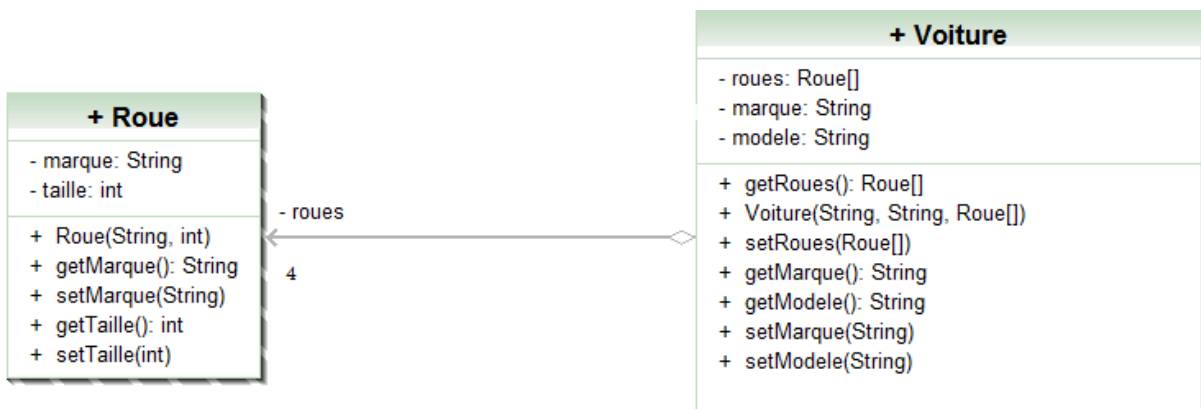 + Roue
- marque: String
- taille: int
+ Roue(String, int)
+ getMarque(): String
+ setMarque(String)
+ getTaille(): int
+ setTaille(int)
- roues
4
+ Voiture
- roues: Roue[]
- marque: String
- modele: String
+ getRoues(): Roue[]
+ Voiture(String, String, Roue[])
+ setRoues(Roue[])
+ getMarque(): String
+ getModele(): String
+ setMarque(String)
+ setModele(String)